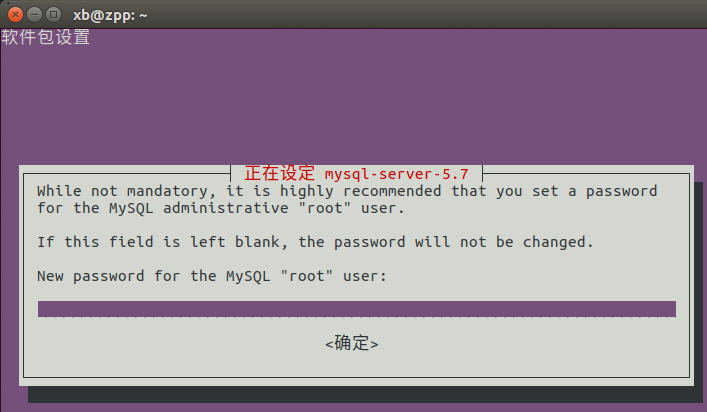 xb@zpp: ~
软件包设置
正在设定 mysql-server-5.7
While not mandatory, it is highly recommended that you set a password
for the MySQL administrative "root" user.
If this field is left blank, the password will not be changed.
New password for the MySQL "root" user:
<确定>